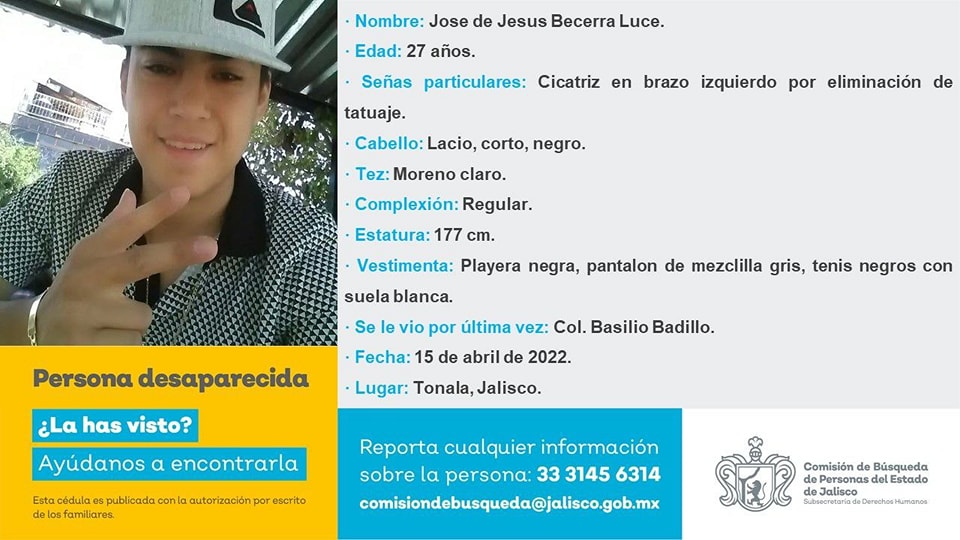 · Nombre: Jose de Jesus Becerra Luce.
· Edad: 27 años.
· Señas particulares: Cicatriz en brazo izquierdo por eliminación de
tatuaje.
· Cabello: Lacio, corto, negro.
· Tez: Moreno claro.
· Complexión: Regular.
· Estatura: 177 cm.
· Vestimenta: Playera negra, pantalon de mezclilla gris, tenis negros con
suela blanca.
· Se le vio por última vez: Col. Basilio Badillo.
· Fecha: 15 de abril de 2022.
· Lugar: Tonala, Jalisco.
Persona desaparecida
¿La has visto?
Ayúdanos a encontrarla
Esta cédula es publicada con la autorización por escrito
de los familiares.
Reporta cualquier información
sobre la persona: 33 3145 6314
comisiondebusqueda@jalisco.gob.mx
Comisión de Búsqueda
de Personas del Estado
de Jalisco
Subsecretaría de Derechos Humanos